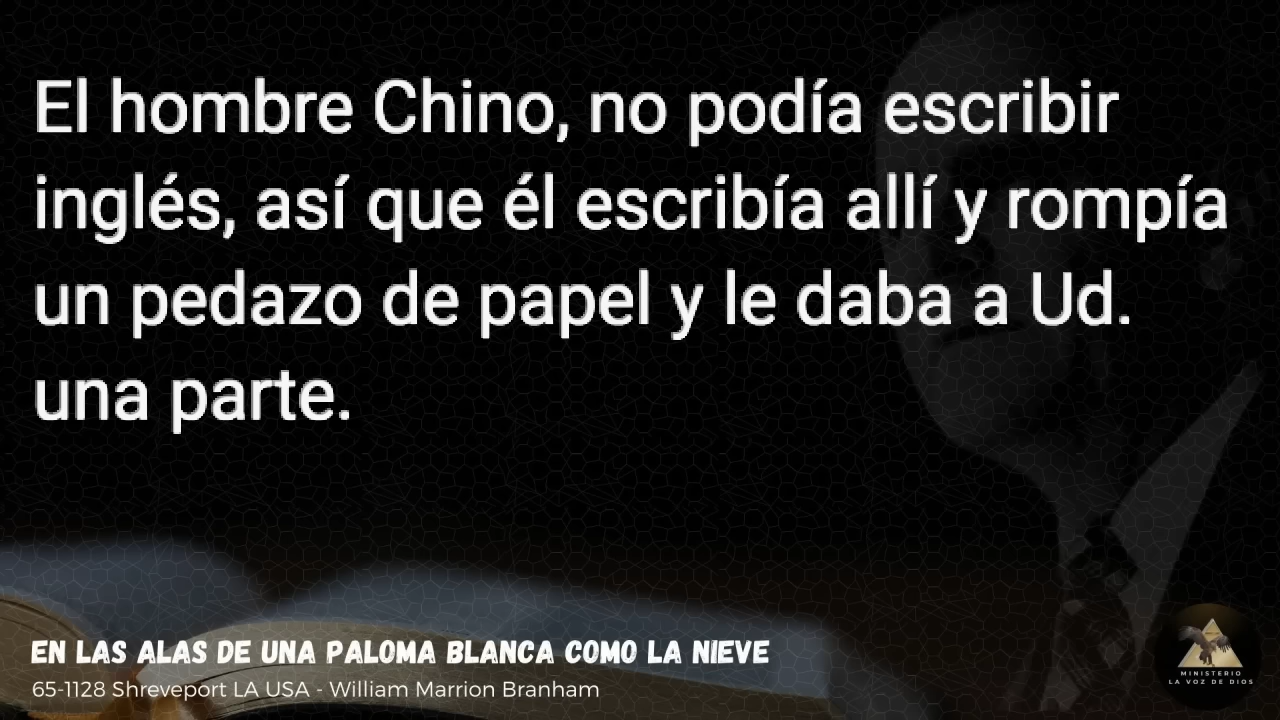 El hombre Chino, no podía escribir
inglés, así que él escribía allí y rompía
un pedazo de papel y le daba a Ud.
una parte.
EN LAS ALAS DE UNA PALOMA BLANCA COMO LA NIEVE
65-1128 Shreveport LA USA - William Marrion Branham
MINISTERIO
LA VOZ DE DIOS